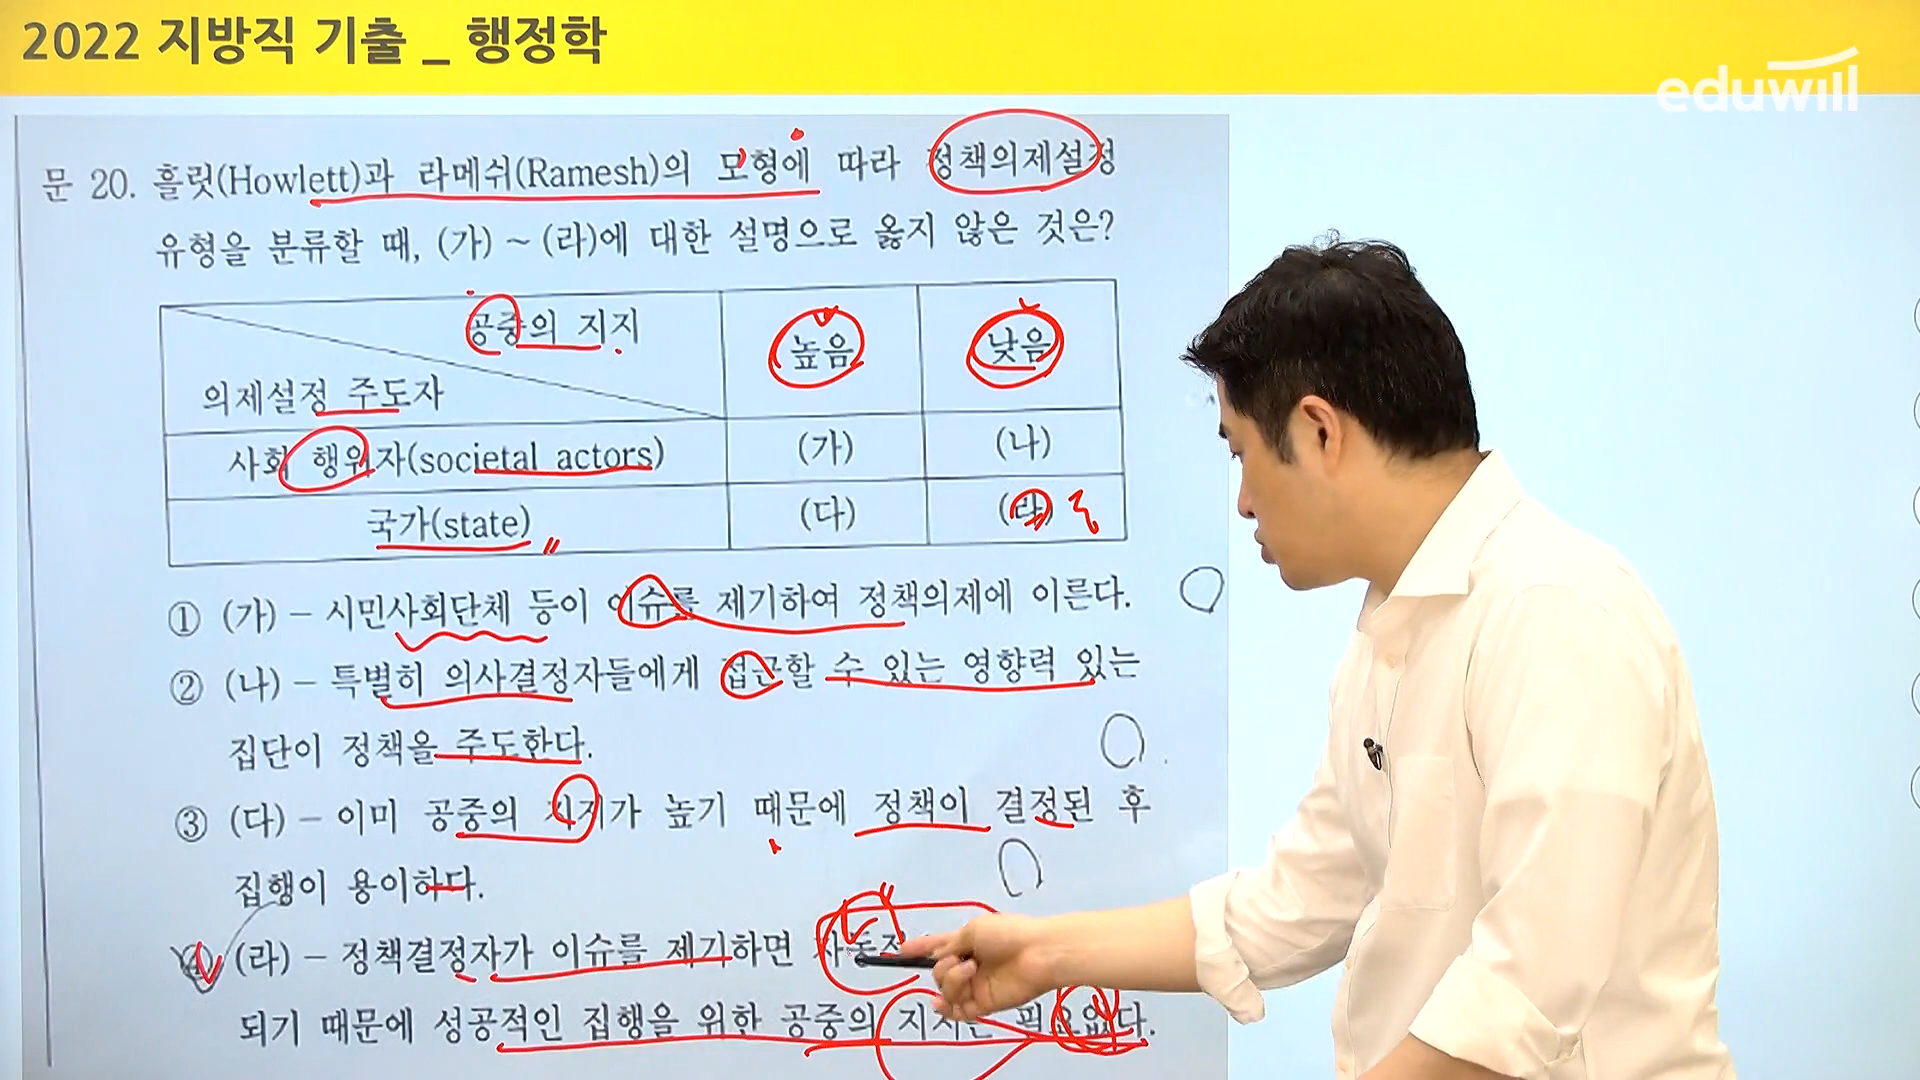 2022 지방직 기출 _ 행정학
eduwill
문 20. 흘릿(Howlett)과 라메쉬(Ramesh)의 모형에 따라 정책의제설정
유형을 분류할 때, (가) ~ (라)에 대한 설명으로 옳지 않은 것은?
공중의 지지
높음
낮음
의제설정 주도자
사회 행위자(societal actors)
(가)
(나)
국가(state)
(다)
(라)
① (가) - 시민사회단체 등이 이슈를 제기하여 정책의제에 이른다.
② (나) - 특별히 의사결정자들에게 접근할 수 있는 영향력 있는
집단이 정책을 주도한다.
③ (다) - 이미 공중의 지지가 높기 때문에 정책이 결정된 후
집행이 용이하다.
④ (라) - 정책결정자가 이슈를 제기하면
되기 때문에 성공적인 집행을 위한 공중의 지지는 필요없다.